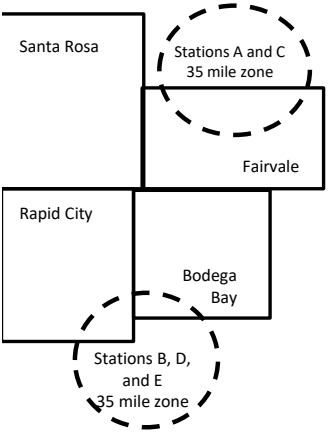 Santa Rosa
Stations A and C
35 mile zone
Fairvale
Rapid City
Bodega
Bay
Stations B, D,
and E
35 mile zone